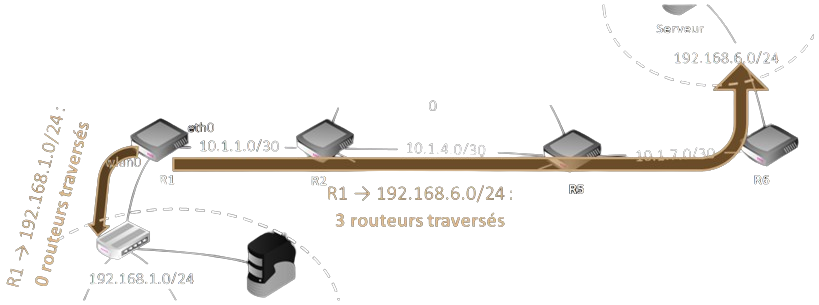 Serveur
192.168.6.0/24
0
eth0
10.1.1.0/30
10.1.4.0/30
10.1.7.0/30
wlan0
R1
R2
R5
R6
R1 → 192.168.6.0/24 :
3 routeurs traversés
R1 → 192.168.1.0/24 :
0 routeurs traversés
192.168.1.0/24